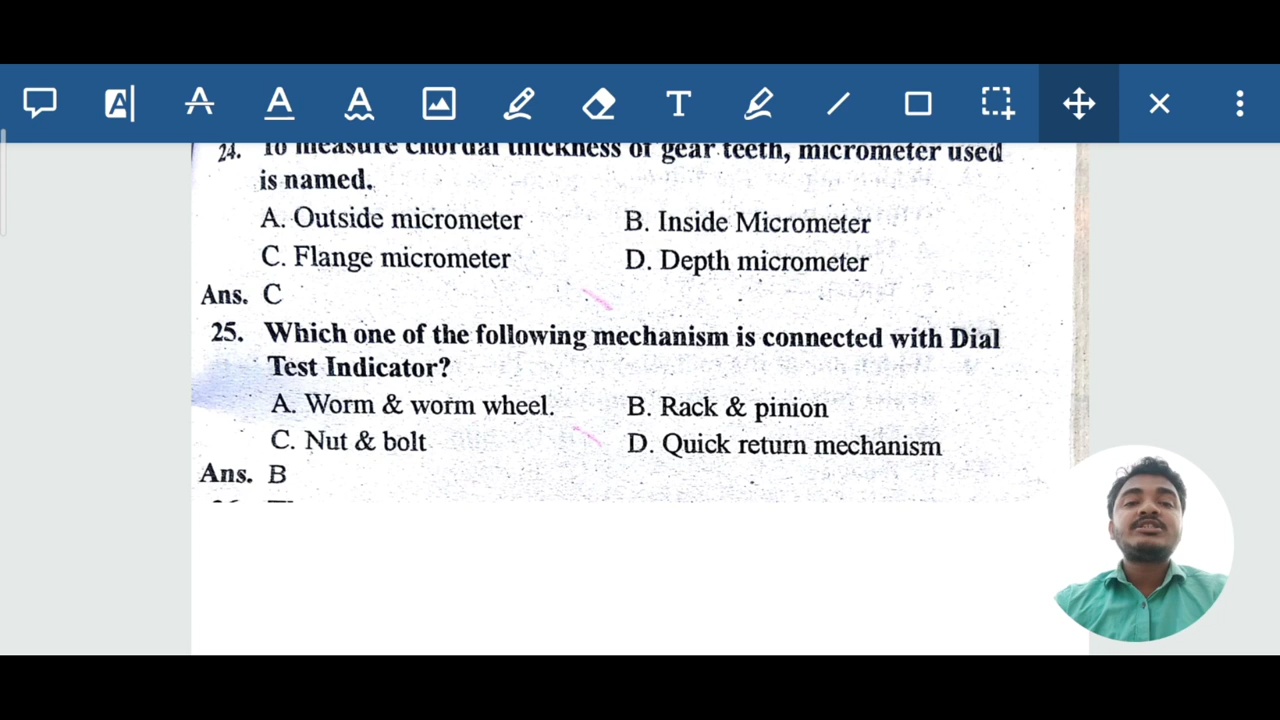 24. To measure chordal thickness of gear teeth, micrometer used
is named.
A. Outside micrometer B. Inside Micrometer
C. Flange micrometer D. Depth micrometer
Ans. C
25. Which one of the following mechanism is connected with Dial
Test Indicator?
A. Worm & worm wheel. B. Rack & pinion
C. Nut & bolt D. Quick return mechanism
Ans. B